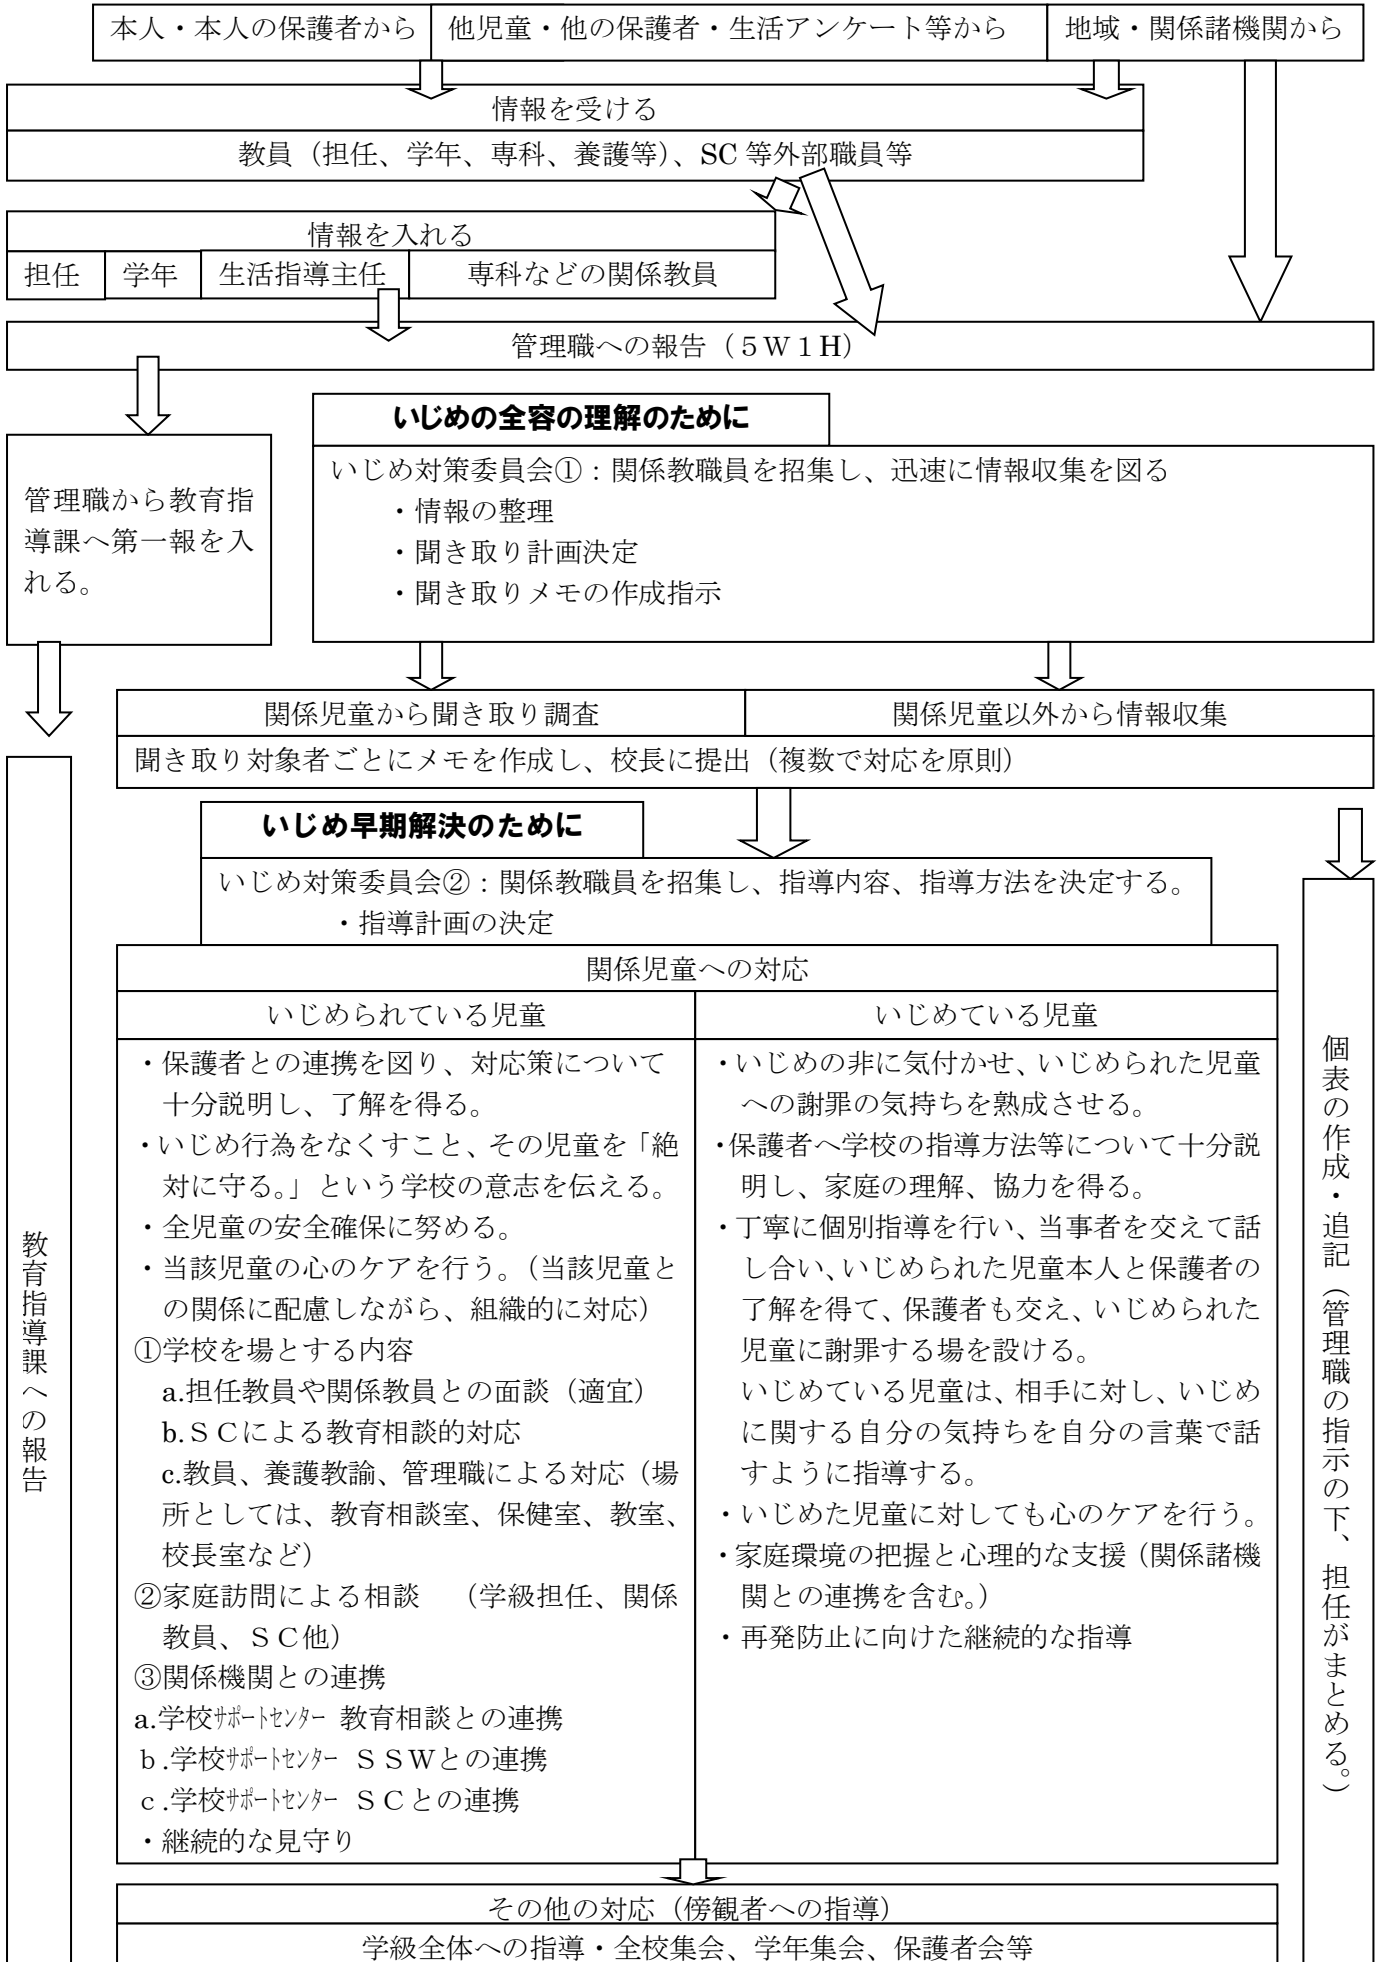 本人・本人の保護者から
他児童・他の保護者・生活アンケート等から
地域・関係諸機関から
情報を受ける
教員（担任、学年、専科、養護等）、SC 等外部職員等
情報を入れる
担任
学年
生活指導主任
専科などの関係教員
管理職への報告（５W１H）
管理職から教育指
導課へ第一報を入
れる。
いじめの全容の理解のために
いじめ対策委員会①：関係教職員を招集し、迅速に情報収集を図る
・情報の整理
・聞き取り計画決定
・聞き取りメモの作成指示
関係児童から聞き取り調査
関係児童以外から情報収集
聞き取り対象者ごとにメモを作成し、校長に提出（複数で対応を原則）
いじめ早期解決のために
いじめ対策委員会②：関係教職員を招集し、指導内容、指導方法を決定する。
・指導計画の決定
関係児童への対応
いじめられている児童
・保護者との連携を図り、対応策について
十分説明し、了解を得る。
・いじめ行為をなくすこと、その児童を「絶
対に守る。」という学校の意志を伝える。
・全児童の安全確保に努める。
・当該児童の心のケアを行う。（当該児童と
の関係に配慮しながら、組織的に対応）
①学校を場とする内容
a.担任教員や関係教員との面談（適宜）
b.ＳＣによる教育相談的対応
c.教員、養護教諭、管理職による対応（場
所としては、教育相談室、保健室、教室、
校長室など）
②家庭訪問による相談　（学級担任、関係
教員、ＳＣ他）
③関係機関との連携
a.学校ｻﾎﾟｰﾄｾﾝﾀｰ 教育相談との連携
ｂ.学校ｻﾎﾟｰﾄｾﾝﾀｰ ＳＳＷとの連携
ｃ.学校ｻﾎﾟｰﾄｾﾝﾀｰ ＳＣとの連携
・継続的な見守り
いじめている児童
・いじめの非に気付かせ、いじめられた児童
への謝罪の気持ちを熟成させる。
・保護者へ学校の指導方法等について十分説
明し、家庭の理解、協力を得る。
・丁寧に個別指導を行い、当事者を交えて話
し合い、いじめられた児童本人と保護者の
了解を得て、保護者も交え、いじめられた
児童に謝罪する場を設ける。
いじめている児童は、相手に対し、いじめ
に関する自分の気持ちを自分の言葉で話
すように指導する。
・いじめた児童に対しても心のケアを行う。
・家庭環境の把握と心理的な支援（関係諸機
関との連携を含む。）
・再発防止に向けた継続的な指導
その他の対応（傍観者への指導）
学級全体への指導・全校集会、学年集会、保護者会等
教育指導課への報告
個表の作成・追記（管理職の指示の下、担任がまとめる。）